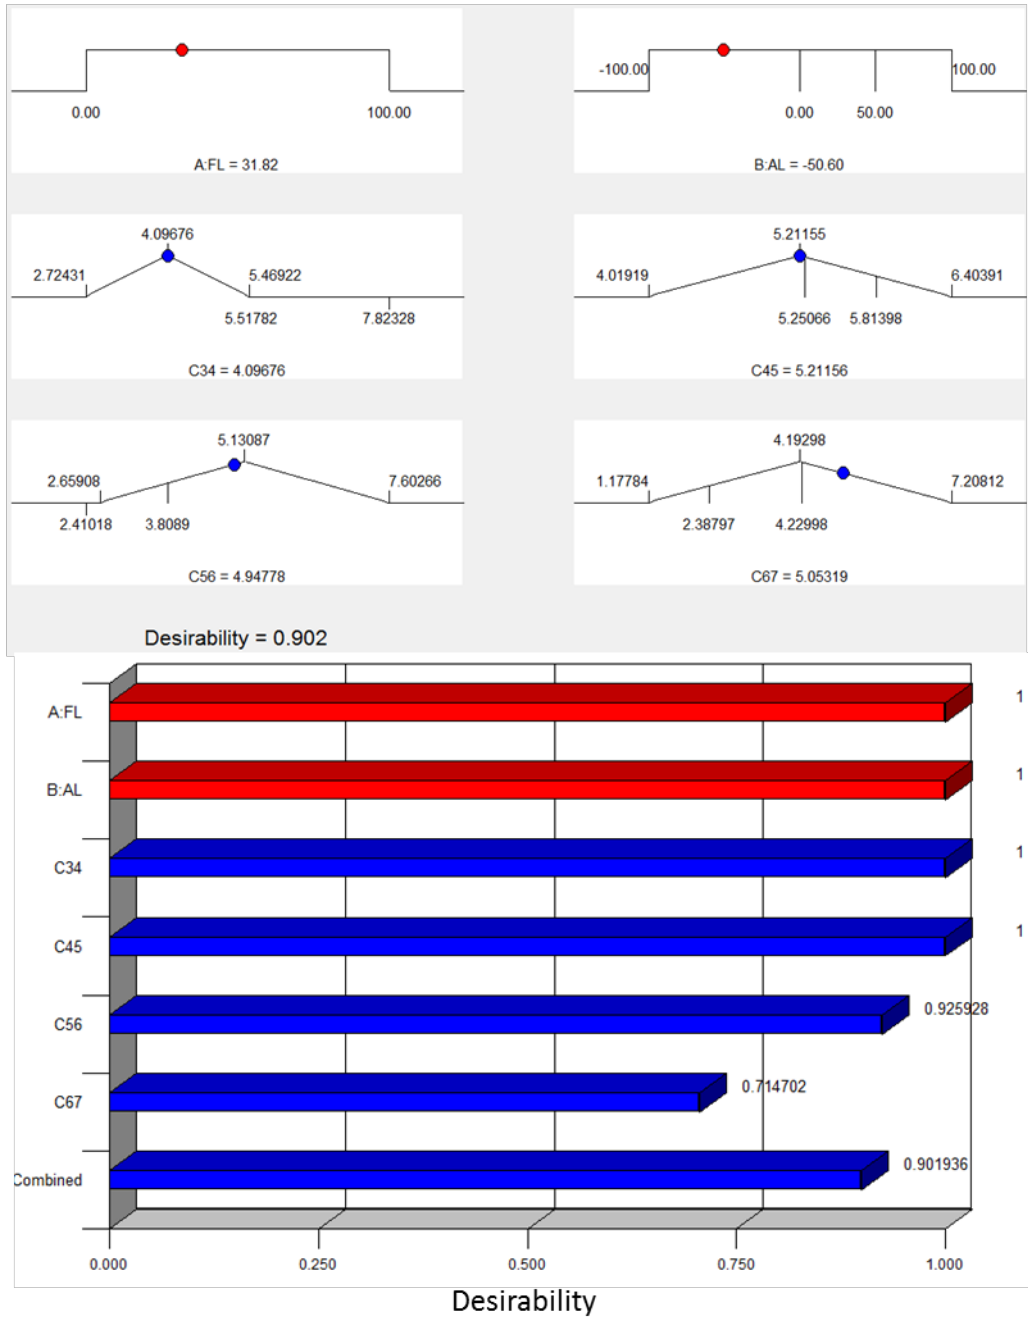 -100.00 100.00
0.00 100.00 0.00 50.00
A:FL = 31.82 B:AL = -50.60
4.09676 5.21155
2.72431 5.46922 4.01919 6.40391
5.51782 7.82328 5.25066 5.81398
C34 = 4.09676 C45 = 5.21156
5.13087 4.19298
2.65908 7.60266 1.17784 7.20812
2.41018 3.8089 2.38797 4.22998
C56 = 4.94778 C67 = 5.05319
Desirability = 0.902
A:FL 1
B:AL 1
C34 1
C45 1
C56 0.925928
C67 0.714702
Combined 0.901936
0.000 0.250 0.500 0.750 1.000
Desirability